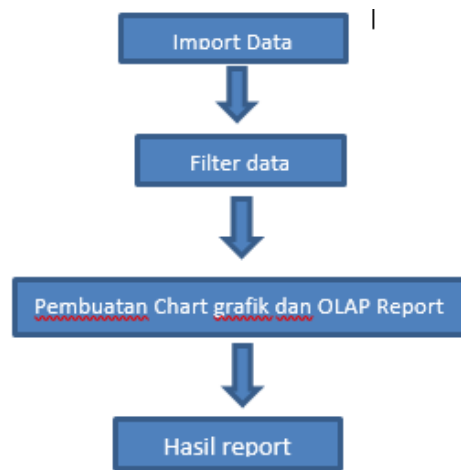 Import Data
Filter data
Pembuatan Chart grafik dan OLAP Report
Hasil report